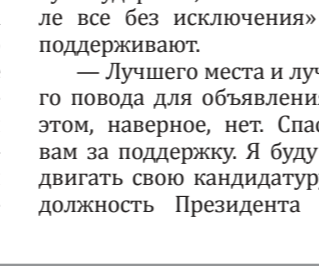 ле все без исключения»
поддерживают.
— Лучшего места и луч
го повода для объявлени
этом, наверное, нет. Спас
вам за поддержку. Я буду
двигать свою кандидатур
должность Президента